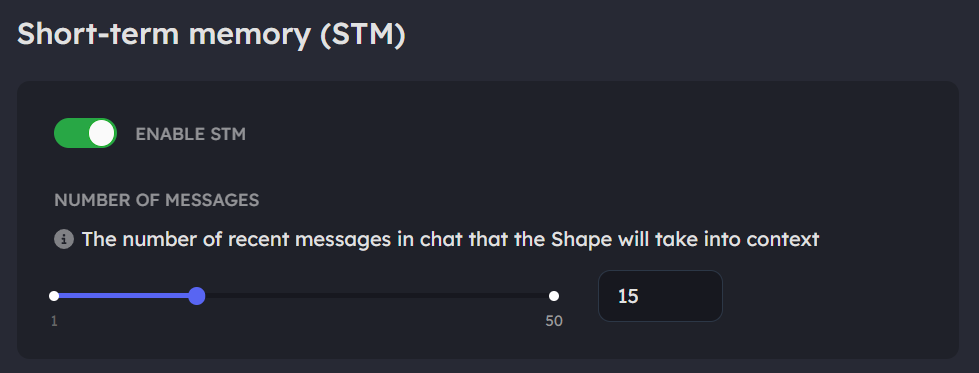 Short-term memory (STM)
ENABLE STM
NUMBER OF MESSAGES
The number of recent messages in chat that the Shape will take into context
15
1
50